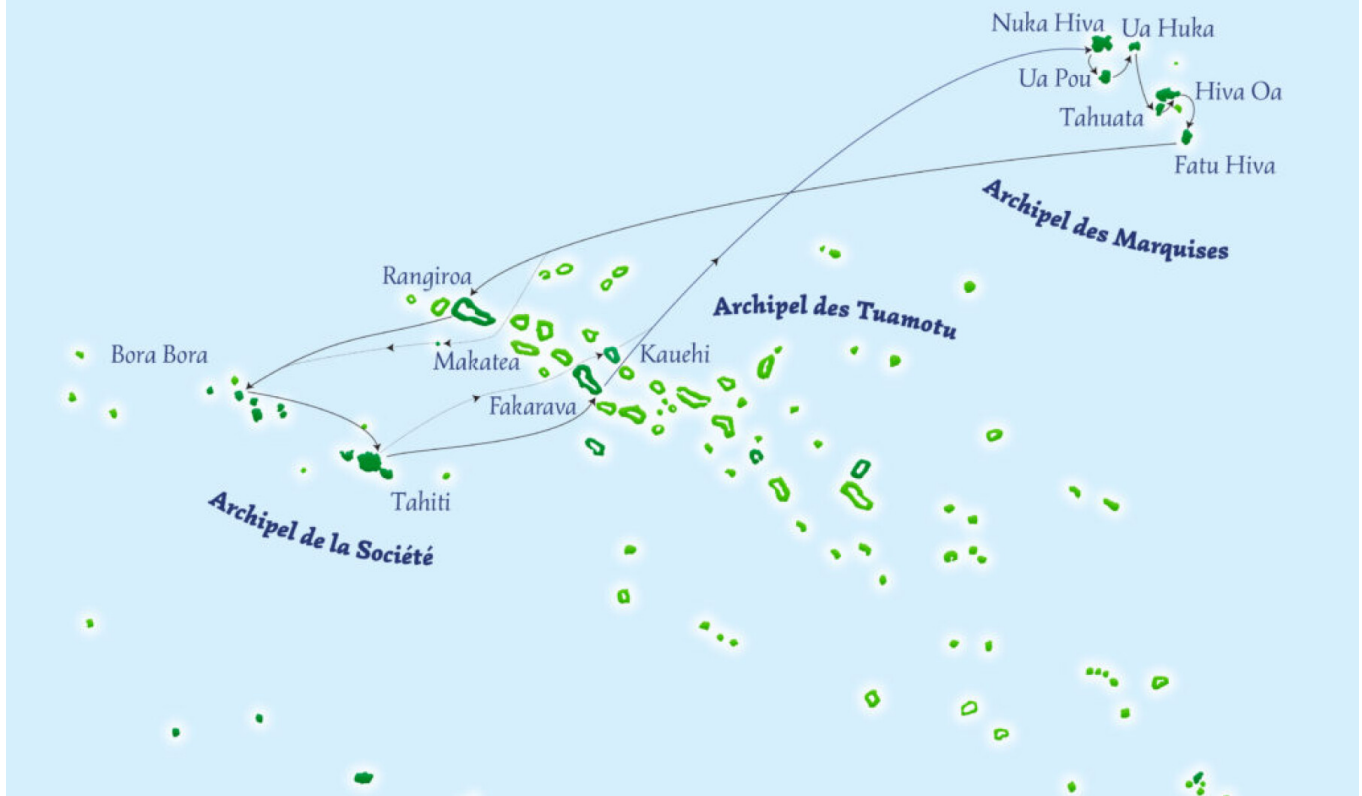 Nuka Hiva
Ua Huka
Ua Pou
Hiva Oa
Tahuata
Fatu Hiva
Archipel des Marquises
Rangiroa
Archipel des Tuamotu
Bora Bora
Makatea
Kauehi
Fakarava
Tahiti
Archipel de la Société